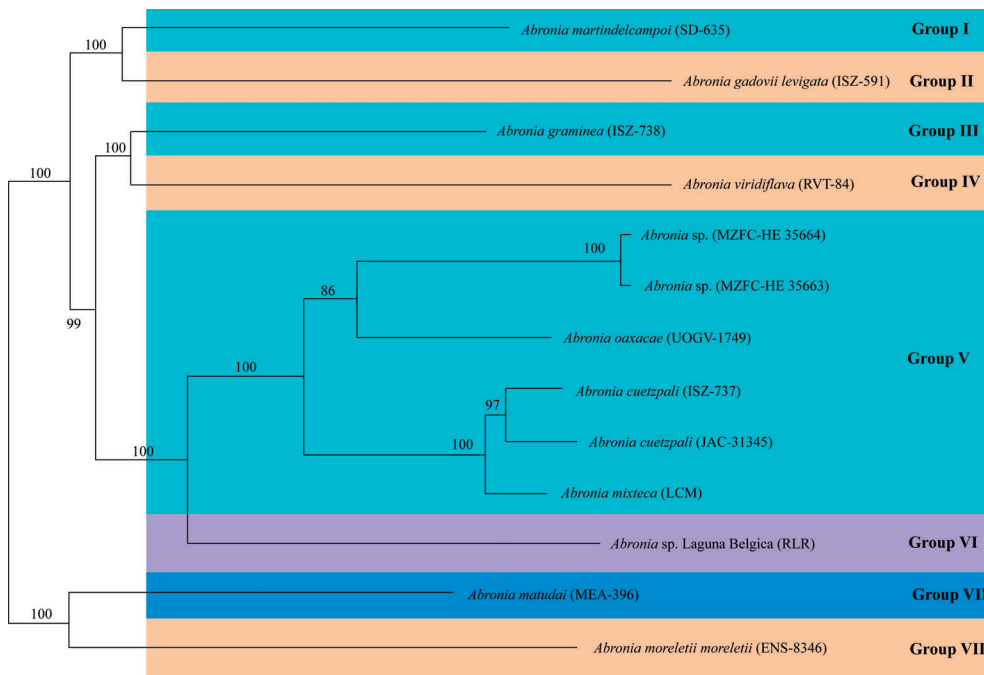 Abronia martindelcampoi (SD-635) Group I
100
Abronia gadovii levigata (ISZ-591) Group II
Abronia graminea (ISZ-738) Group III
100
100
Abronia viridiflava (RVT-84) Group IV
Abronia sp. (MZFC-HE 35664)
100
Abronia sp. (MZFC-HE 35663)
86
99
Abronia oaxacae (UOGV-1749)
Group V
100
Abronia cuetzpali (ISZ-737)
97
Abronia cuetzpali (JAC-31345)
100
100
Abronia mixteca (LCM)
Abronia sp. Laguna Belgica (RLR) Group VI
Abronia matudai (MEA-396) Group VII
100
Abronia moreletii moreletii (ENS-8346) Group VII